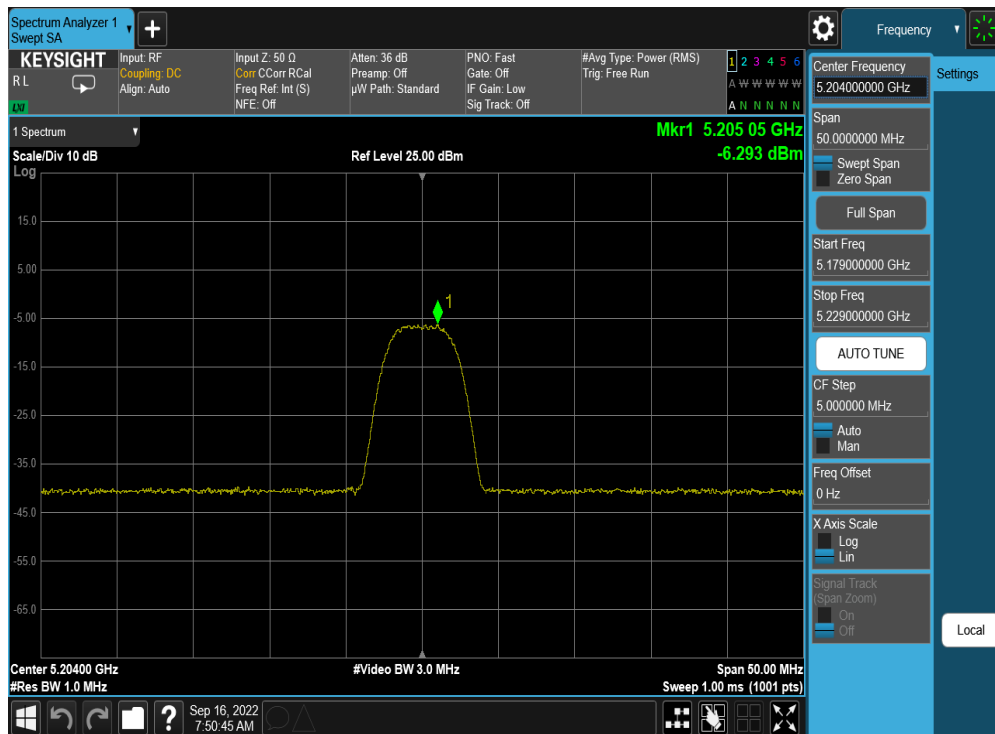 Spectrum Analyzer 1
Swept SA
Frequency
KEYSIGHT
R L
LXI
Input: RF
Coupling: DC
Align: Auto
Input Z: 50 Ω
Corr CCorr RCal
Freq Ref: Int (S)
NFE: Off
Atten: 36 dB
Preamp: Off
µW Path: Standard
PNO: Fast
Gate: Off
IF Gain: Low
Sig Track: Off
#Avg Type: Power (RMS)
Trig: Free Run
1 2 3 4 5 6
A W W W W W
A N N N N N
1 Spectrum
Mkr1 5.205 05 GHz
-6.293 dBm
Scale/Div 10 dB
Ref Level 25.00 dBm
Log
15.0
5.00
-5.00
-15.0
-25.0
-35.0
-45.0
-55.0
-65.0
1
Center 5.20400 GHz
#Video BW 3.0 MHz
Span 50.00 MHz
#Res BW 1.0 MHz
Sweep 1.00 ms (1001 pts)
?
Sep 16, 2022
7:50:45 AM
Center Frequency
5.204000000 GHz
Settings
Span
50.0000000 MHz
Swept Span
Zero Span
Full Span
Start Freq
5.179000000 GHz
Stop Freq
5.229000000 GHz
AUTO TUNE
CF Step
5.000000 MHz
Auto
Man
Freq Offset
0 Hz
X Axis Scale
Log
Lin
Signal Track
(Span Zoom)
On
Off
Local